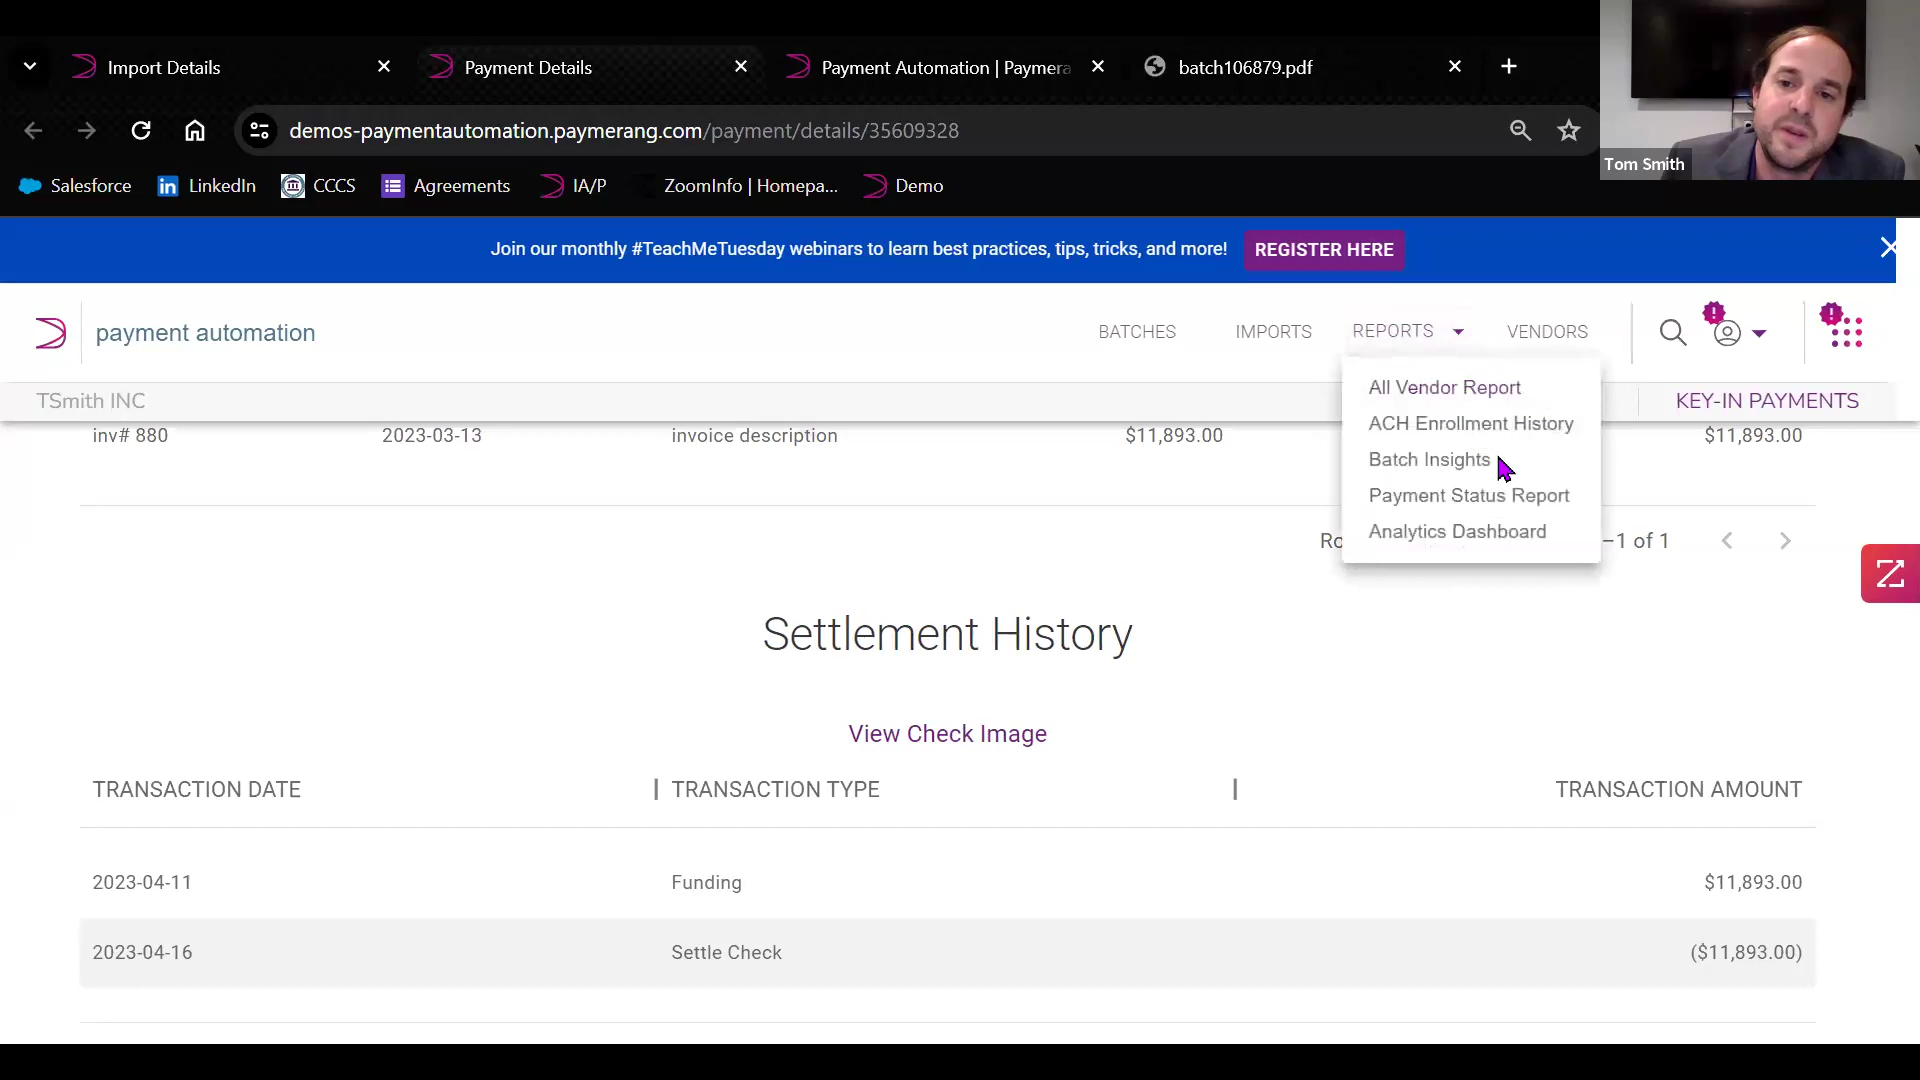 Import Details
Payment Details
Payment Automation | Paymera
batch106879.pdf
demos-paymentautomation.paymerang.com/payment/details/35609328
Salesforce
LinkedIn
CCCS
Agreements
IA/P
ZoomInfo | Homepa...
Demo
Tom Smith
Join our monthly #TeachMeTuesday webinars to learn best practices, tips, tricks, and more!
REGISTER HERE
payment automation
BATCHES
IMPORTS
REPORTS
VENDORS
TSmith INC
KEY-IN PAYMENTS
All Vendor Report
ACH Enrollment History
Batch Insights
Payment Status Report
Analytics Dashboard
inv# 880
2023-03-13
invoice description
$11,893.00
$11,893.00
Ro
–1 of 1
Settlement History
View Check Image
TRANSACTION DATE
TRANSACTION TYPE
TRANSACTION AMOUNT
2023-04-11
Funding
$11,893.00
2023-04-16
Settle Check
($11,893.00)